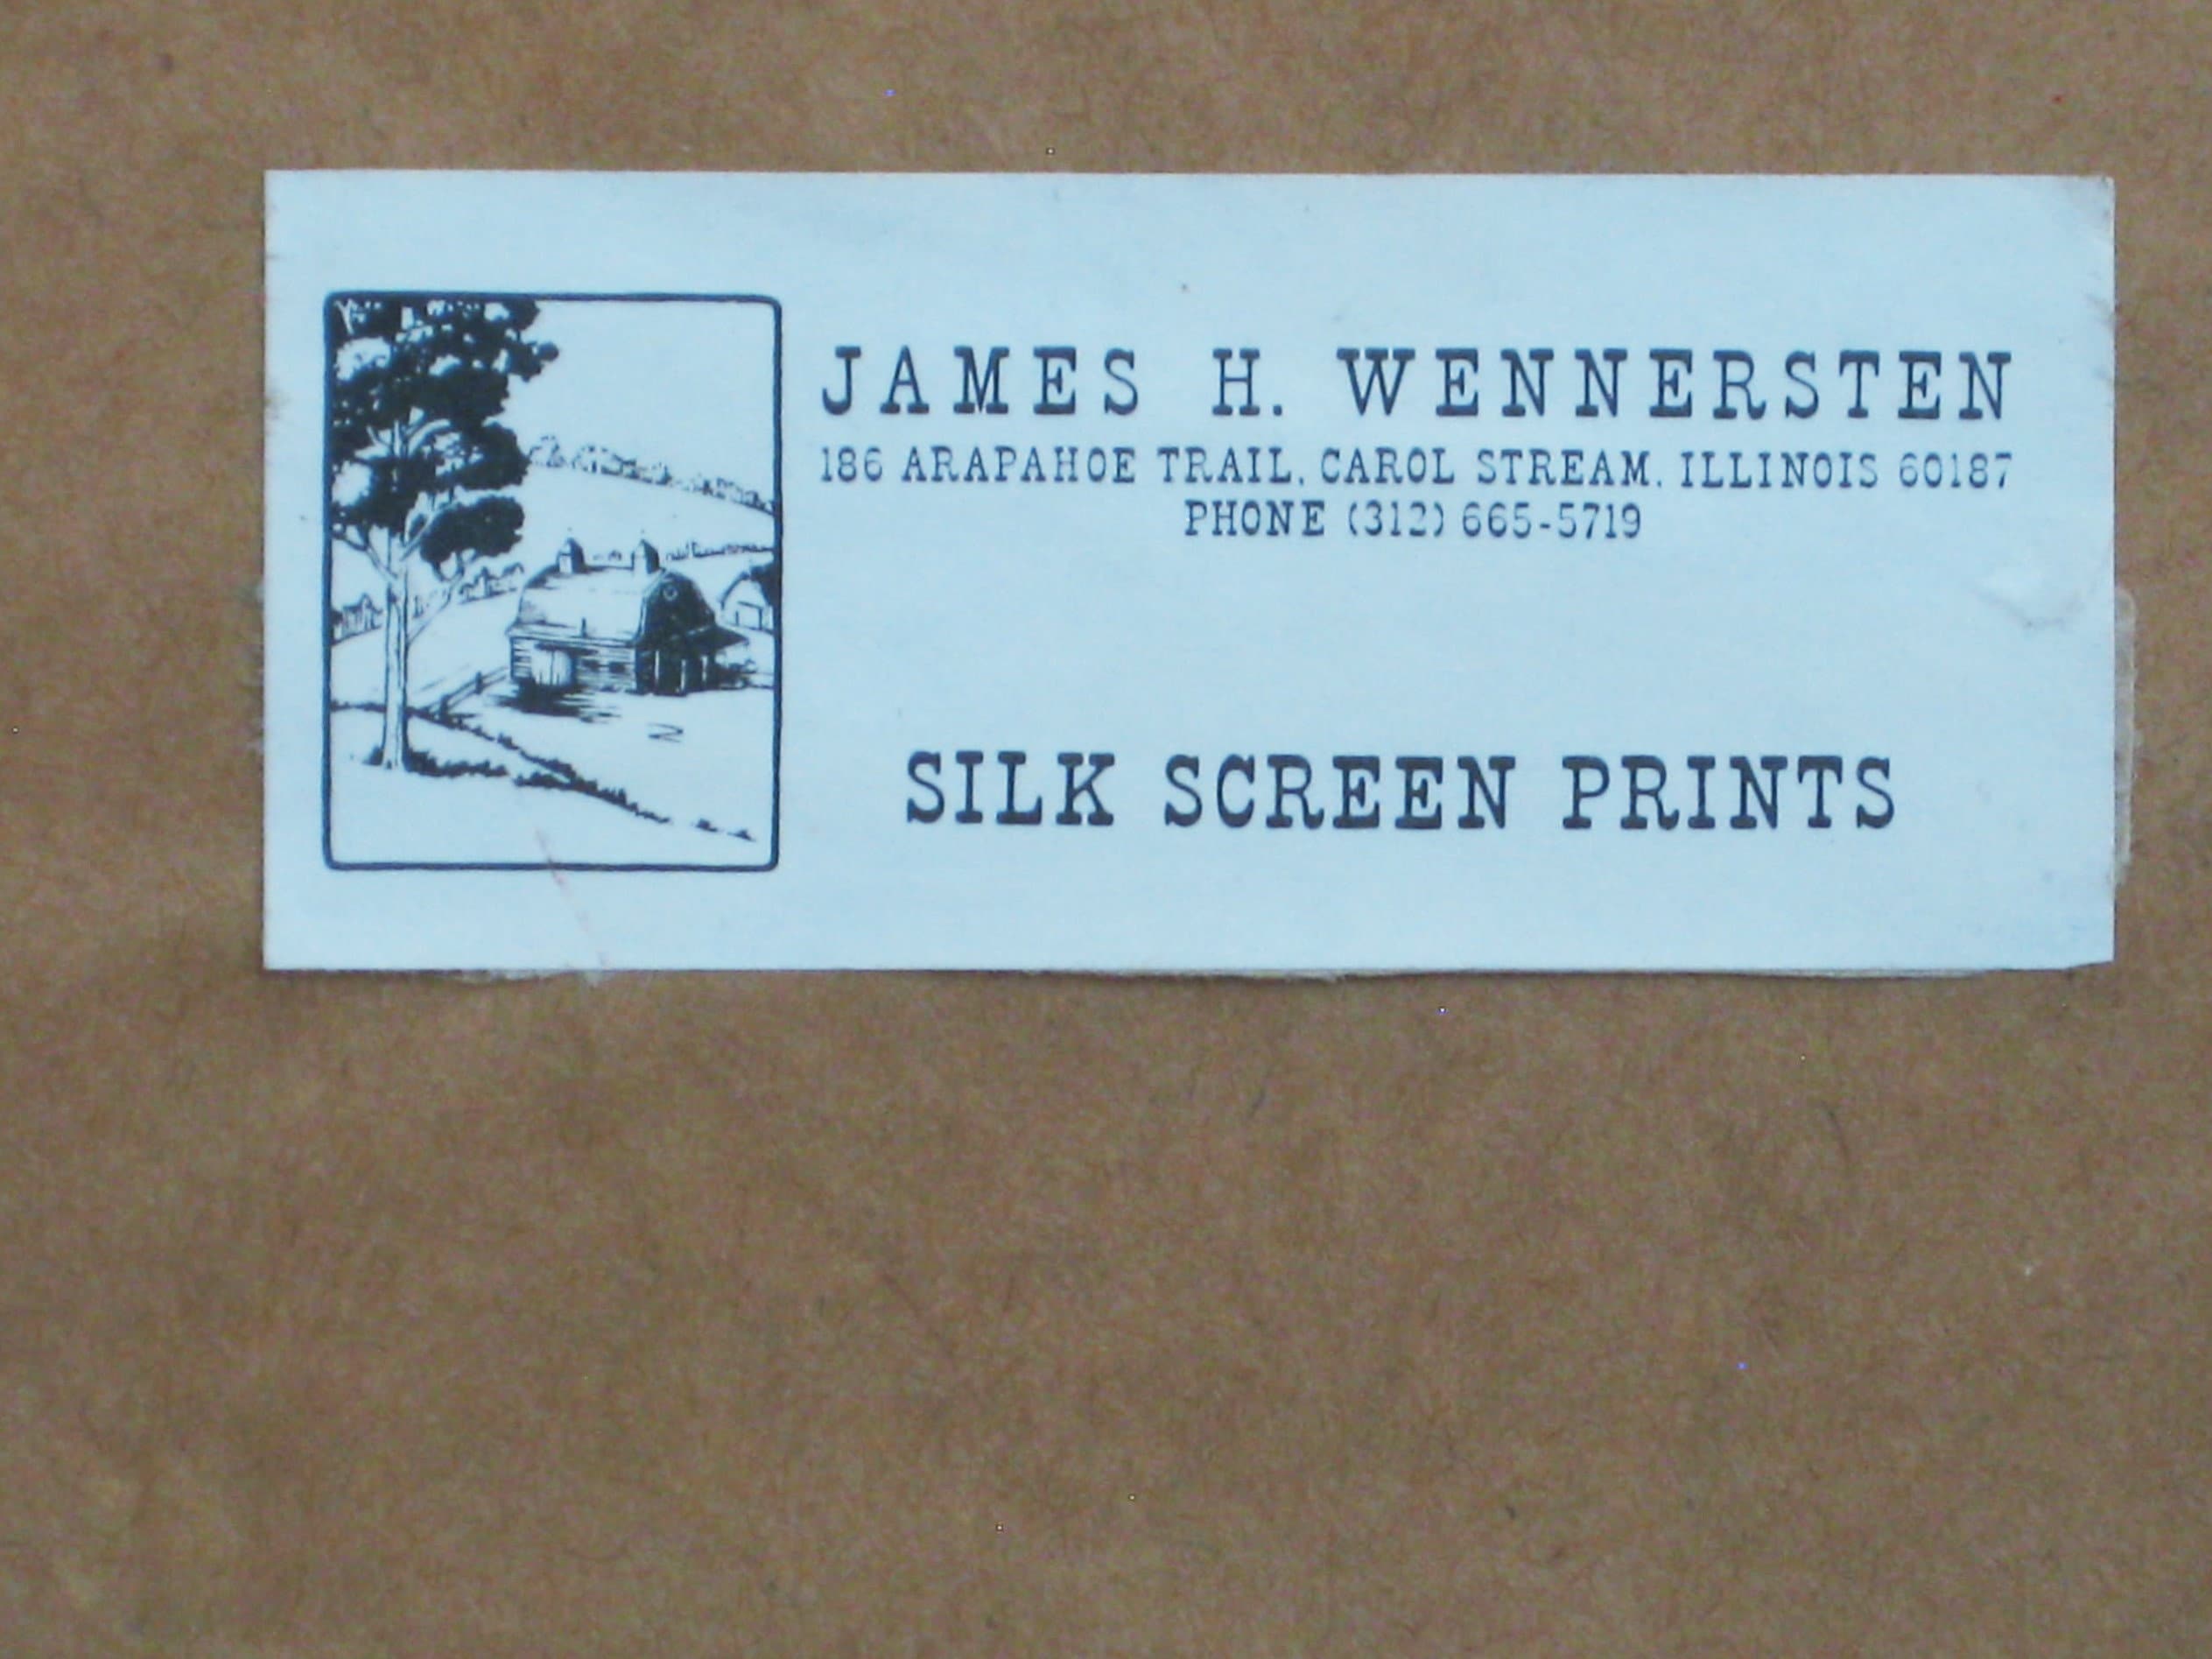 JAMES H. WENNERSTEN
186 ARAPAHOE TRAIL, CAROL STREAM, ILLINOIS 60187
PHONE (312) 665-5719
SILK SCREEN PRINTS